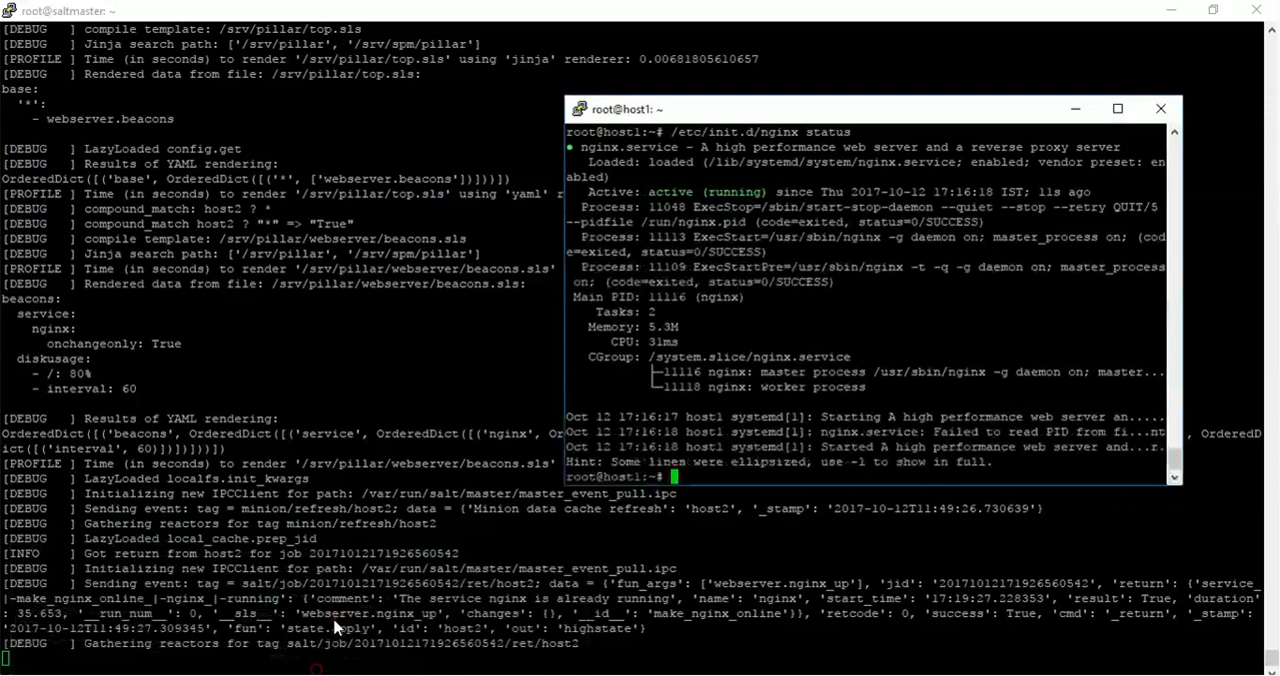 root@saltmaster: ~
[DEBUG   ] compile template: /srv/pillar/top.sls
[DEBUG   ] Jinja search path: ['/srv/pillar', '/srv/spm/pillar']
[PROFILE ] Time (in seconds) to render '/srv/pillar/top.sls' using 'jinja' renderer: 0.00681805610657
[DEBUG   ] Rendered data from file: /srv/pillar/top.sls:
base:
  '*':
    - webserver.beacons
[DEBUG   ] LazyLoaded config.get
[DEBUG   ] Results of YAML rendering:
OrderedDict([('base', OrderedDict([('*', ['webserver.beacons'])]))])
[PROFILE ] Time (in seconds) to render '/srv/pillar/top.sls' using 'yaml' r
[DEBUG   ] compound_match: host2 ? *
[DEBUG   ] compound_match host2 ? "*" => "True"
[DEBUG   ] compile template: /srv/pillar/webserver/beacons.sls
[DEBUG   ] Jinja search path: ['/srv/pillar', '/srv/spm/pillar']
[PROFILE ] Time (in seconds) to render '/srv/pillar/webserver/beacons.sls'
[DEBUG   ] Rendered data from file: /srv/pillar/webserver/beacons.sls:
beacons:
  service:
    nginx:
      onchangeonly: True
  diskusage:
    - /: 80%
    - interval: 60
[DEBUG   ] Results of YAML rendering:
OrderedDict([('beacons', OrderedDict([('service', OrderedDict([('nginx', Or
, OrderedD
ict([('interval', 60)])])]))])
[PROFILE ] Time (in seconds) to render '/srv/pillar/webserver/beacons.sls'
[DEBUG   ] LazyLoaded localfs.init_kwargs
[DEBUG   ] Initializing new IPCClient for path: /var/run/salt/master/master_event_pull.ipc
[DEBUG   ] Sending event: tag = minion/refresh/host2; data = {'Minion data cache refresh': 'host2', '_stamp': '2017-10-12T11:49:26.730639'}
[DEBUG   ] Gathering reactors for tag minion/refresh/host2
[DEBUG   ] LazyLoaded local_cache.prep_jid
[INFO    ] Got return from host2 for job 20171012171926560542
[DEBUG   ] Initializing new IPCClient for path: /var/run/salt/master/master_event_pull.ipc
[DEBUG   ] Sending event: tag = salt/job/20171012171926560542/ret/host2; data = {'fun_args': ['webserver.nginx_up'], 'jid': '20171012171926560542', 'return': {'service_
|-make_nginx_online_|-nginx_|-running': {'comment': 'The service nginx is already running', 'name': 'nginx', 'start_time': '17:19:27.228353', 'result': True, 'duration'
: 35.653, '__run_num__': 0, '__sls__': 'webserver.nginx_up', 'changes': {}, '__id__': 'make_nginx_online'}}, 'retcode': 0, 'success': True, 'cmd': '_return', '_stamp':
'2017-10-12T11:49:27.309345', 'fun': 'state.apply', 'id': 'host2', 'out': 'highstate'}
[DEBUG   ] Gathering reactors for tag salt/job/20171012171926560542/ret/host2
root@host1: ~
root@host1:~# /etc/init.d/nginx status
● nginx.service - A high performance web server and a reverse proxy server
   Loaded: loaded (/lib/systemd/system/nginx.service; enabled; vendor preset: en
abled)
   Active: active (running) since Thu 2017-10-12 17:16:18 IST; 11s ago
  Process: 11048 ExecStop=/sbin/start-stop-daemon --quiet --stop --retry QUIT/5
--pidfile /run/nginx.pid (code=exited, status=0/SUCCESS)
  Process: 11113 ExecStart=/usr/sbin/nginx -g daemon on; master_process on; (cod
e=exited, status=0/SUCCESS)
  Process: 11109 ExecStartPre=/usr/sbin/nginx -t -q -g daemon on; master_process
on; (code=exited, status=0/SUCCESS)
 Main PID: 11116 (nginx)
    Tasks: 2
   Memory: 5.3M
      CPU: 31ms
   CGroup: /system.slice/nginx.service
           ├─11116 nginx: master process /usr/sbin/nginx -g daemon on; master...
           └─11118 nginx: worker process
Oct 12 17:16:17 host1 systemd[1]: Starting A high performance web server an.....
Oct 12 17:16:18 host1 systemd[1]: nginx.service: Failed to read PID from fi...nt
Oct 12 17:16:18 host1 systemd[1]: Started A high performance web server and...r.
Hint: Some lines were ellipsized, use -l to show in full.
root@host1:~#